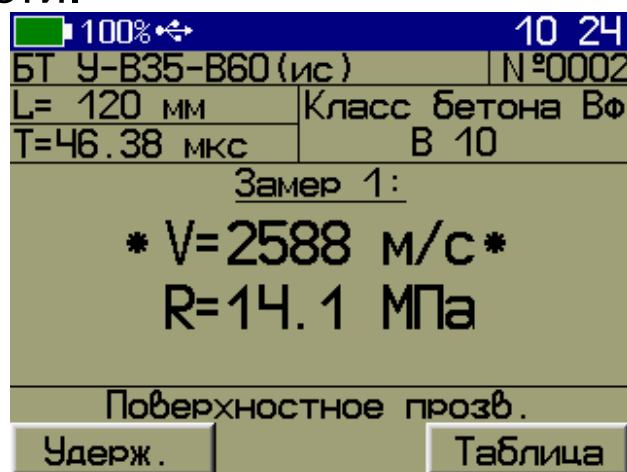 100% 10 24
БТ У-В35-В60(ис) №0002
L= 120 мм
Класс бетона Вф
T=46.38 мкс
В 10
Замер 1:
* V=2588 м/с*
R=14.1 МПа
Поверхностное прозв.
Удерж. Таблица